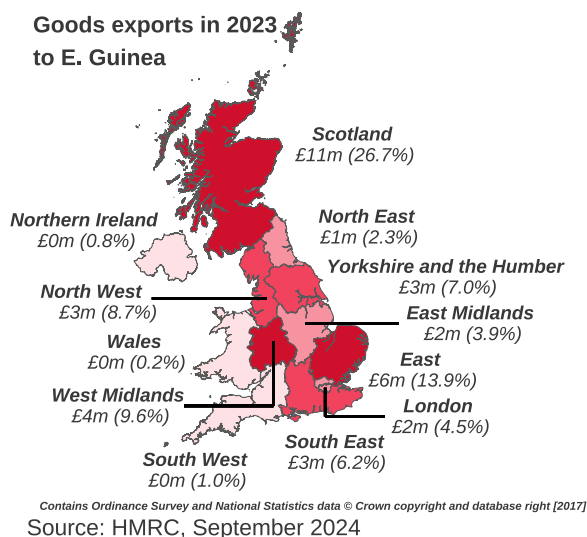 Goods exports in 2023
to E. Guinea
Scotland
£11m (26.7%)
Northern Ireland
£0m (0.8%)
North East
£1m (2.3%)
Yorkshire and the Humber
£3m (7.0%)
North West
£3m (8.7%)
East Midlands
£2m (3.9%)
Wales
£0m (0.2%)
East
£6m (13.9%)
West Midlands
£4m (9.6%)
London
£2m (4.5%)
South East
£3m (6.2%)
South West
£0m (1.0%)
Contains Ordinance Survey and National Statistics data © Crown copyright and database right [2017]
Source: HMRC, September 2024